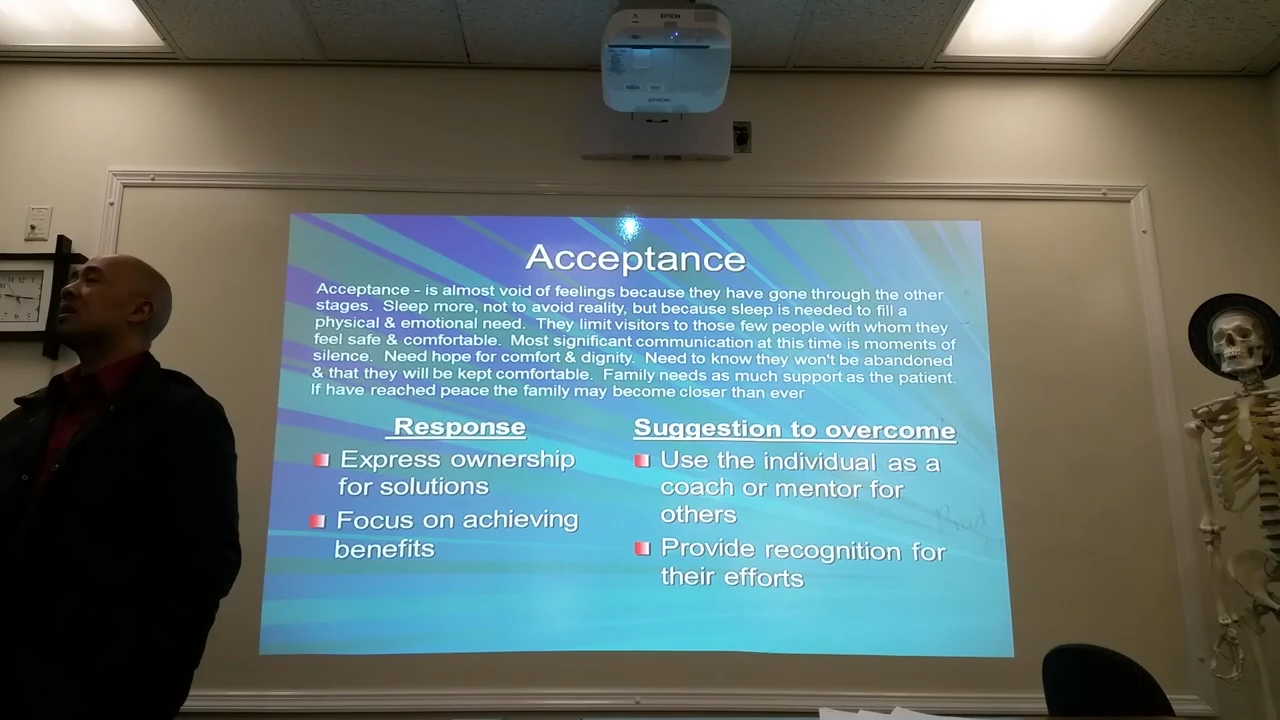 EPSON
EPSON
Acceptance
Acceptance - is almost void of feelings because they have gone through the other
stages. Sleep more, not to avoid reality, but because sleep is needed to fill a
physical & emotional need. They limit visitors to those few people with whom they
feel safe & comfortable. Most significant communication at this time is moments of
silence. Need hope for comfort & dignity. Need to know they won't be abandoned
& that they will be kept comfortable. Family needs as much support as the patient.
If have reached peace the family may become closer than ever
Response
Express ownership
for solutions
Focus on achieving
benefits
Suggestion to overcome
Use the individual as a
coach or mentor for
others
Provide recognition for
their efforts